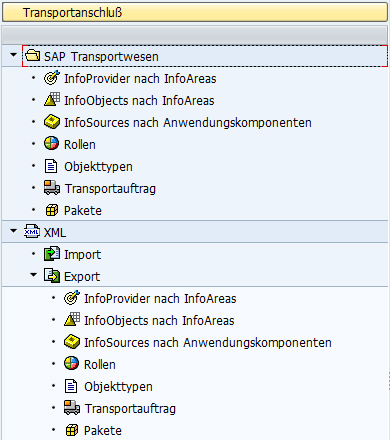 Transportanschluß
SAP Transportwesen
InfoProvider nach InfoAreas
InfoObjects nach InfoAreas
InfoSources nach Anwendungskomponenten
Rollen
Objekttypen
Transportauftrag
Pakete
XML XML
Import
Export
InfoProvider nach InfoAreas
InfoObjects nach InfoAreas
InfoSources nach Anwendungskomponenten
Rollen
Objekttypen
Transportauftrag
Pakete